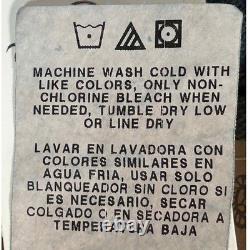 MACHINE WASH COLD WITH
LIKE COLORS, ONLY NON-
CHLORINE BLEACH WHEN
NEEDED, TUMBLE DRY LOW
OR LINE DRY
LAVAR EN LAVADORA CON
COLORES SIMILARES EN
AGUA FRIA, USAR SOLO
BLANQUEADOR SIN CLORO SI
ES NECESARIO, SECAR
COLGADO O EN SECADORA A
BAJA